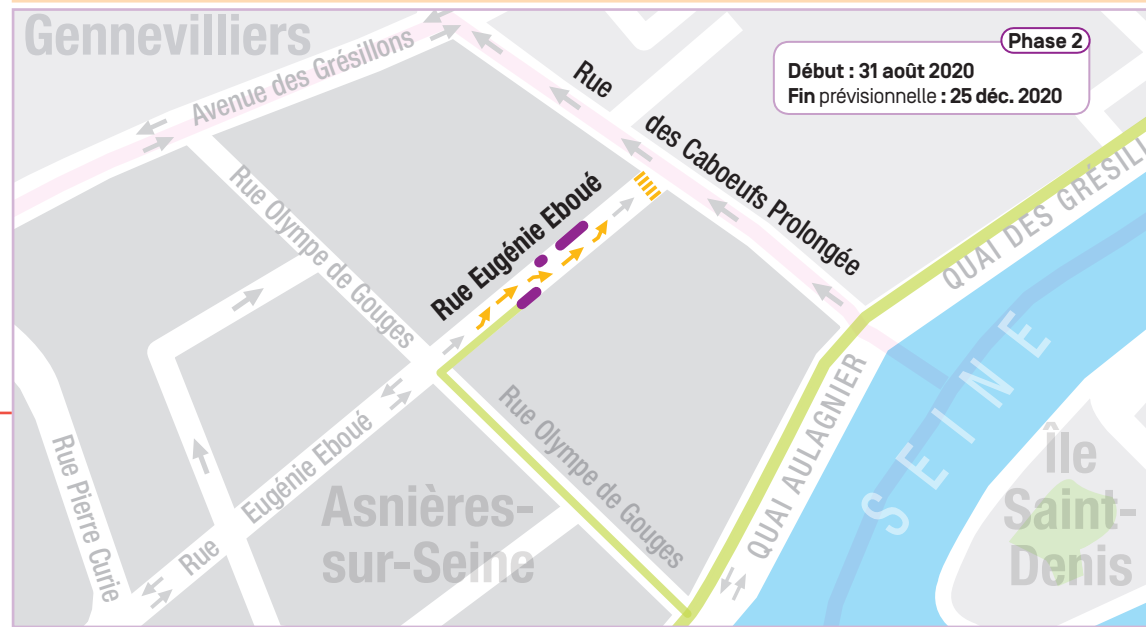 Gennevilliers
Avenue des Grésillons
Phase 2
Début : 31 août 2020
Fin prévisionnelle : 25 déc. 2020
Rue
des Caboeufs Prolongée
Rue Olympe de Gouges
Rue Eugénie Eboué
QUAI DES GRÉSILL
Rue Pierre Curie
Rue
Eugénie Eboué
Rue Olympe de Gouges
QUAI AULAGNIER
SEINE
Asnières-
sur-Seine
Île
Saint-
Denis